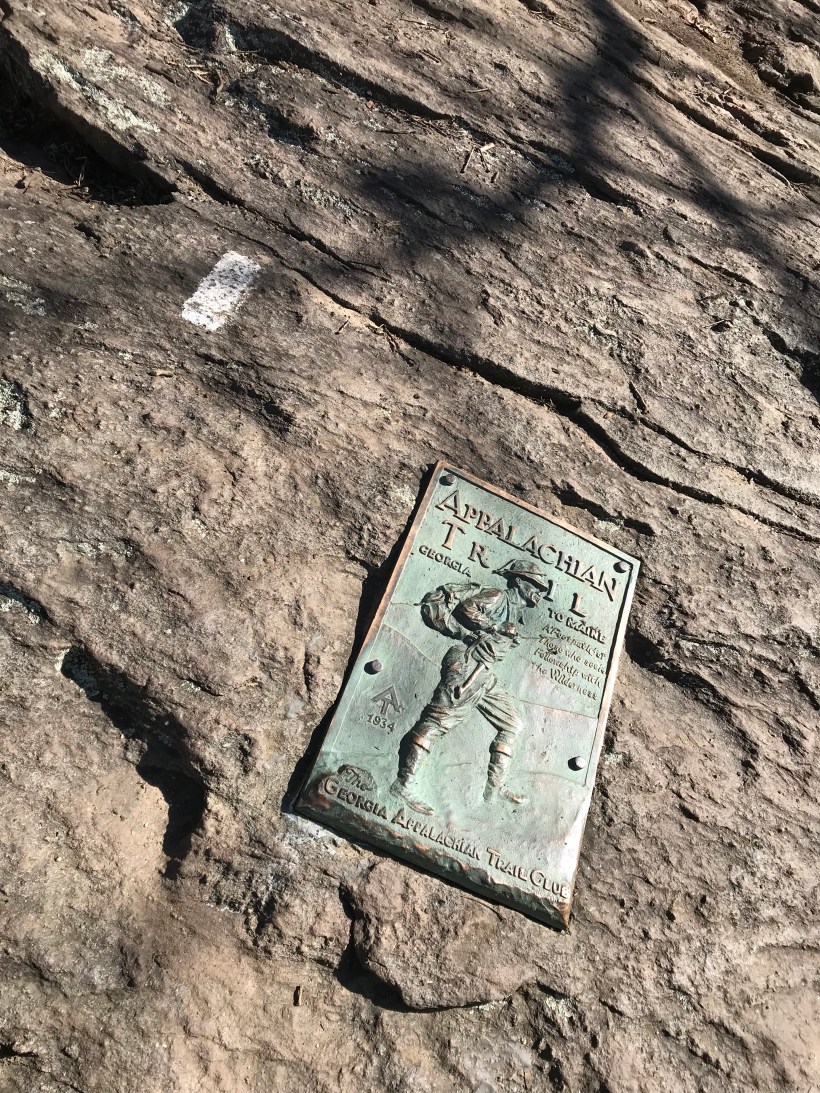 APPALACHIAN
TRAIL
GEORGIA
TO MAINE
A Footpath for
Those who seek
Fellowship with
the Wilderness
1934
The
GEORGIA APPALACHIAN TRAIL CLUB